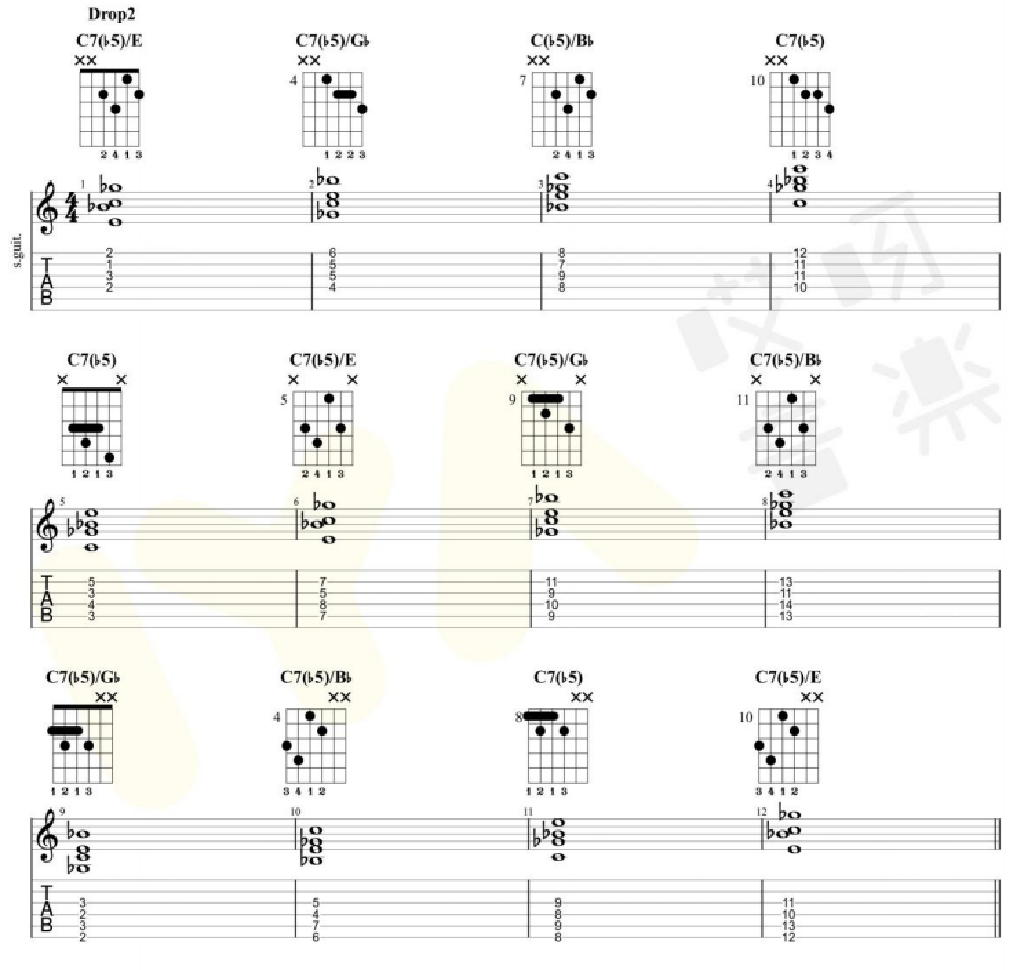 Drop2
C7(♭5)/E C7(♭5)/G♭ C(♭5)/B♭ C7(♭5)
×× ×× ×× ××
4 7 10
2 4 1 3 1 2 2 3 2 4 1 3 1 2 3 4
1 2 3 4
4
4
s.guit.
T
A
B
2 6 8 12
1 5 7 11
3 5 9 11
2 4 8 10
艾呀
音樂
C7(♭5) C7(♭5)/E C7(♭5)/G♭ C7(♭5)/B♭
× × × × × × × ×
5 9 11
1 2 1 3 2 4 1 3 1 2 1 3 2 4 1 3
5 6 7 8
T
A
B
5 7 11 13
3 5 9 11
4 8 10 14
3 7 9 13
C7(♭5)/G♭ C7(♭5)/B♭ C7(♭5) C7(♭5)/E
×× ×× ×× ××
4 8 10
1 2 1 3 3 4 1 2 1 2 1 3 3 4 1 2
9 10 11 12
T
A
B
3 5 9 11
2 4 8 10
3 7 9 13
2 6 8 12